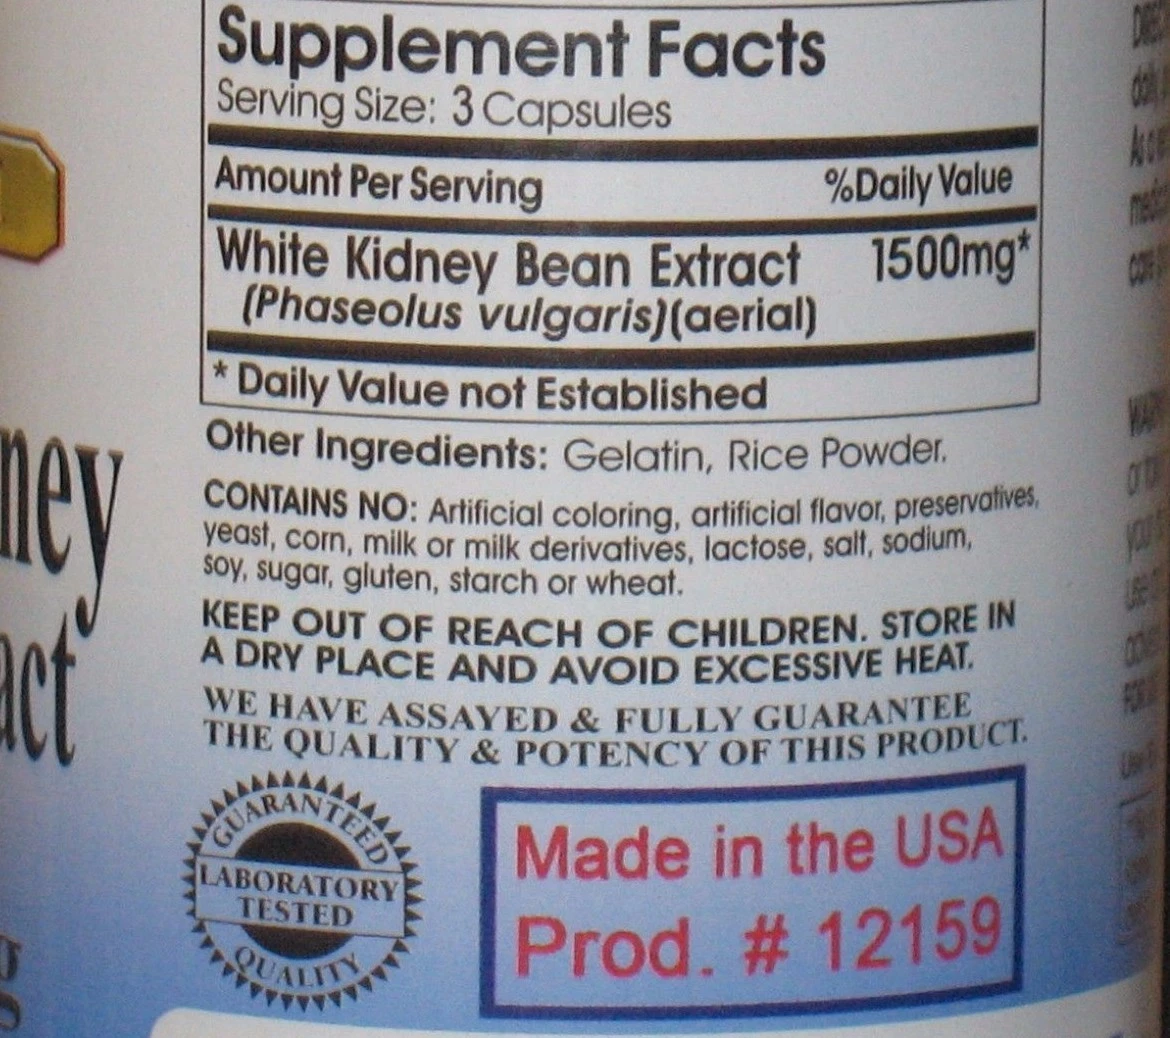 Supplement Facts
Serving Size: 3 Capsules
Amount Per Serving %Daily Value
White Kidney Bean Extract 1500mg*
(Phaseolus vulgaris)(aerial)
* Daily Value not Established
Other Ingredients: Gelatin, Rice Powder.
CONTAINS NO: Artificial coloring, artificial flavor, preservatives,
yeast, corn, milk or milk derivatives, lactose, salt, sodium,
soy, sugar, gluten, starch or wheat.
KEEP OUT OF REACH OF CHILDREN. STORE IN
A DRY PLACE AND AVOID EXCESSIVE HEAT.
WE HAVE ASSAYED & FULLY GUARANTEE
THE QUALITY & POTENCY OF THIS PRODUCT.
GUARANTEED
LABORATORY
TESTED
QUALITY
Made in the USA
Prod. # 12159
ney
act
g